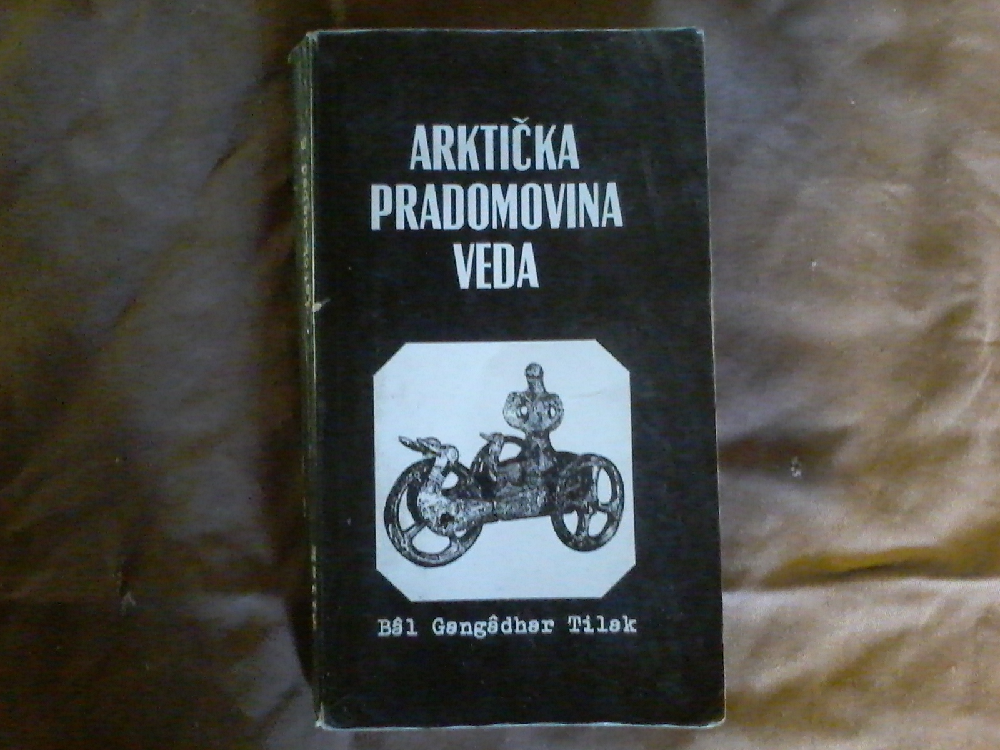 ARKTIČKA
PRADOMOVINA
VEDA
Bâl Gangâdhar Tilak